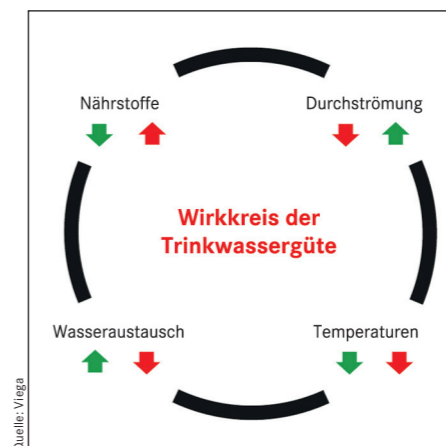 Nährstoffe
Durchströmung
Wirkkreis der
Trinkwassergüte
Wasseraustausch
Temperaturen
Quelle: Viega